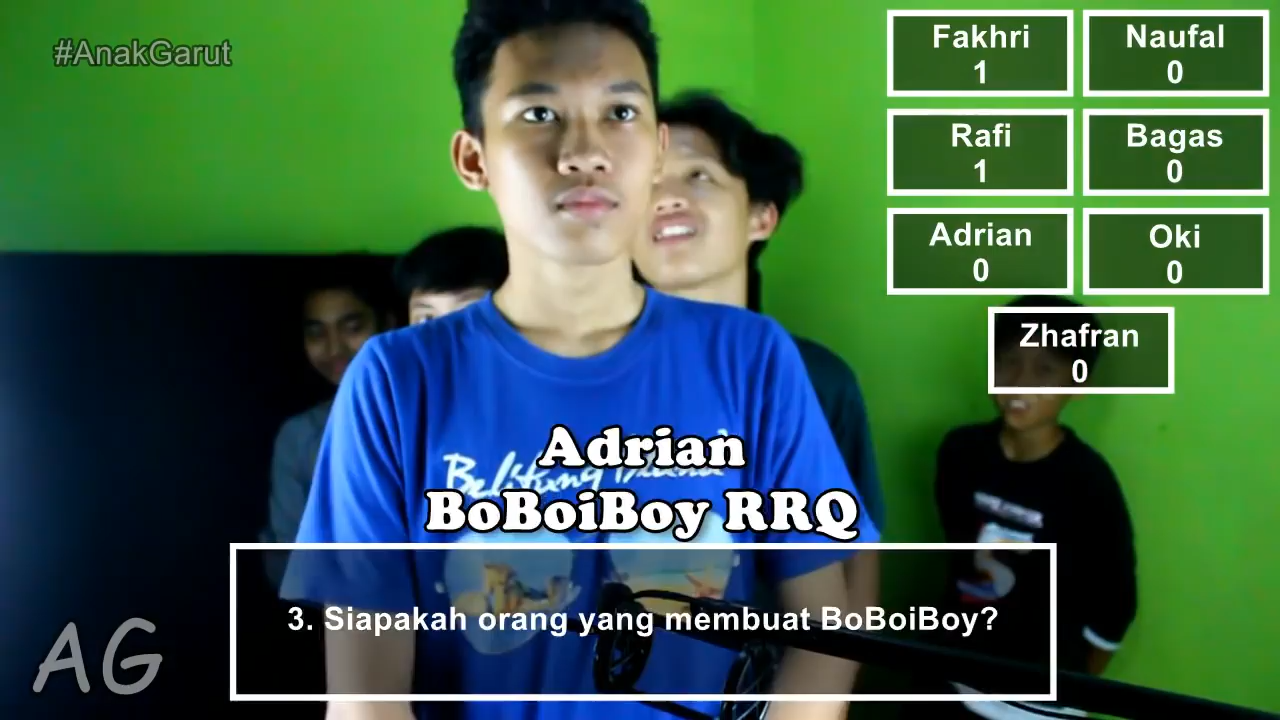 #AnakGarut
Fakhri
1
Naufal
0
Rafi
1
Bagas
0
Adrian
0
Oki
0
Zhafran
0
Adrian
BoBoiBoy RRQ
3. Siapakah orang yang membuat BoBoiBoy?
AG
Belitung